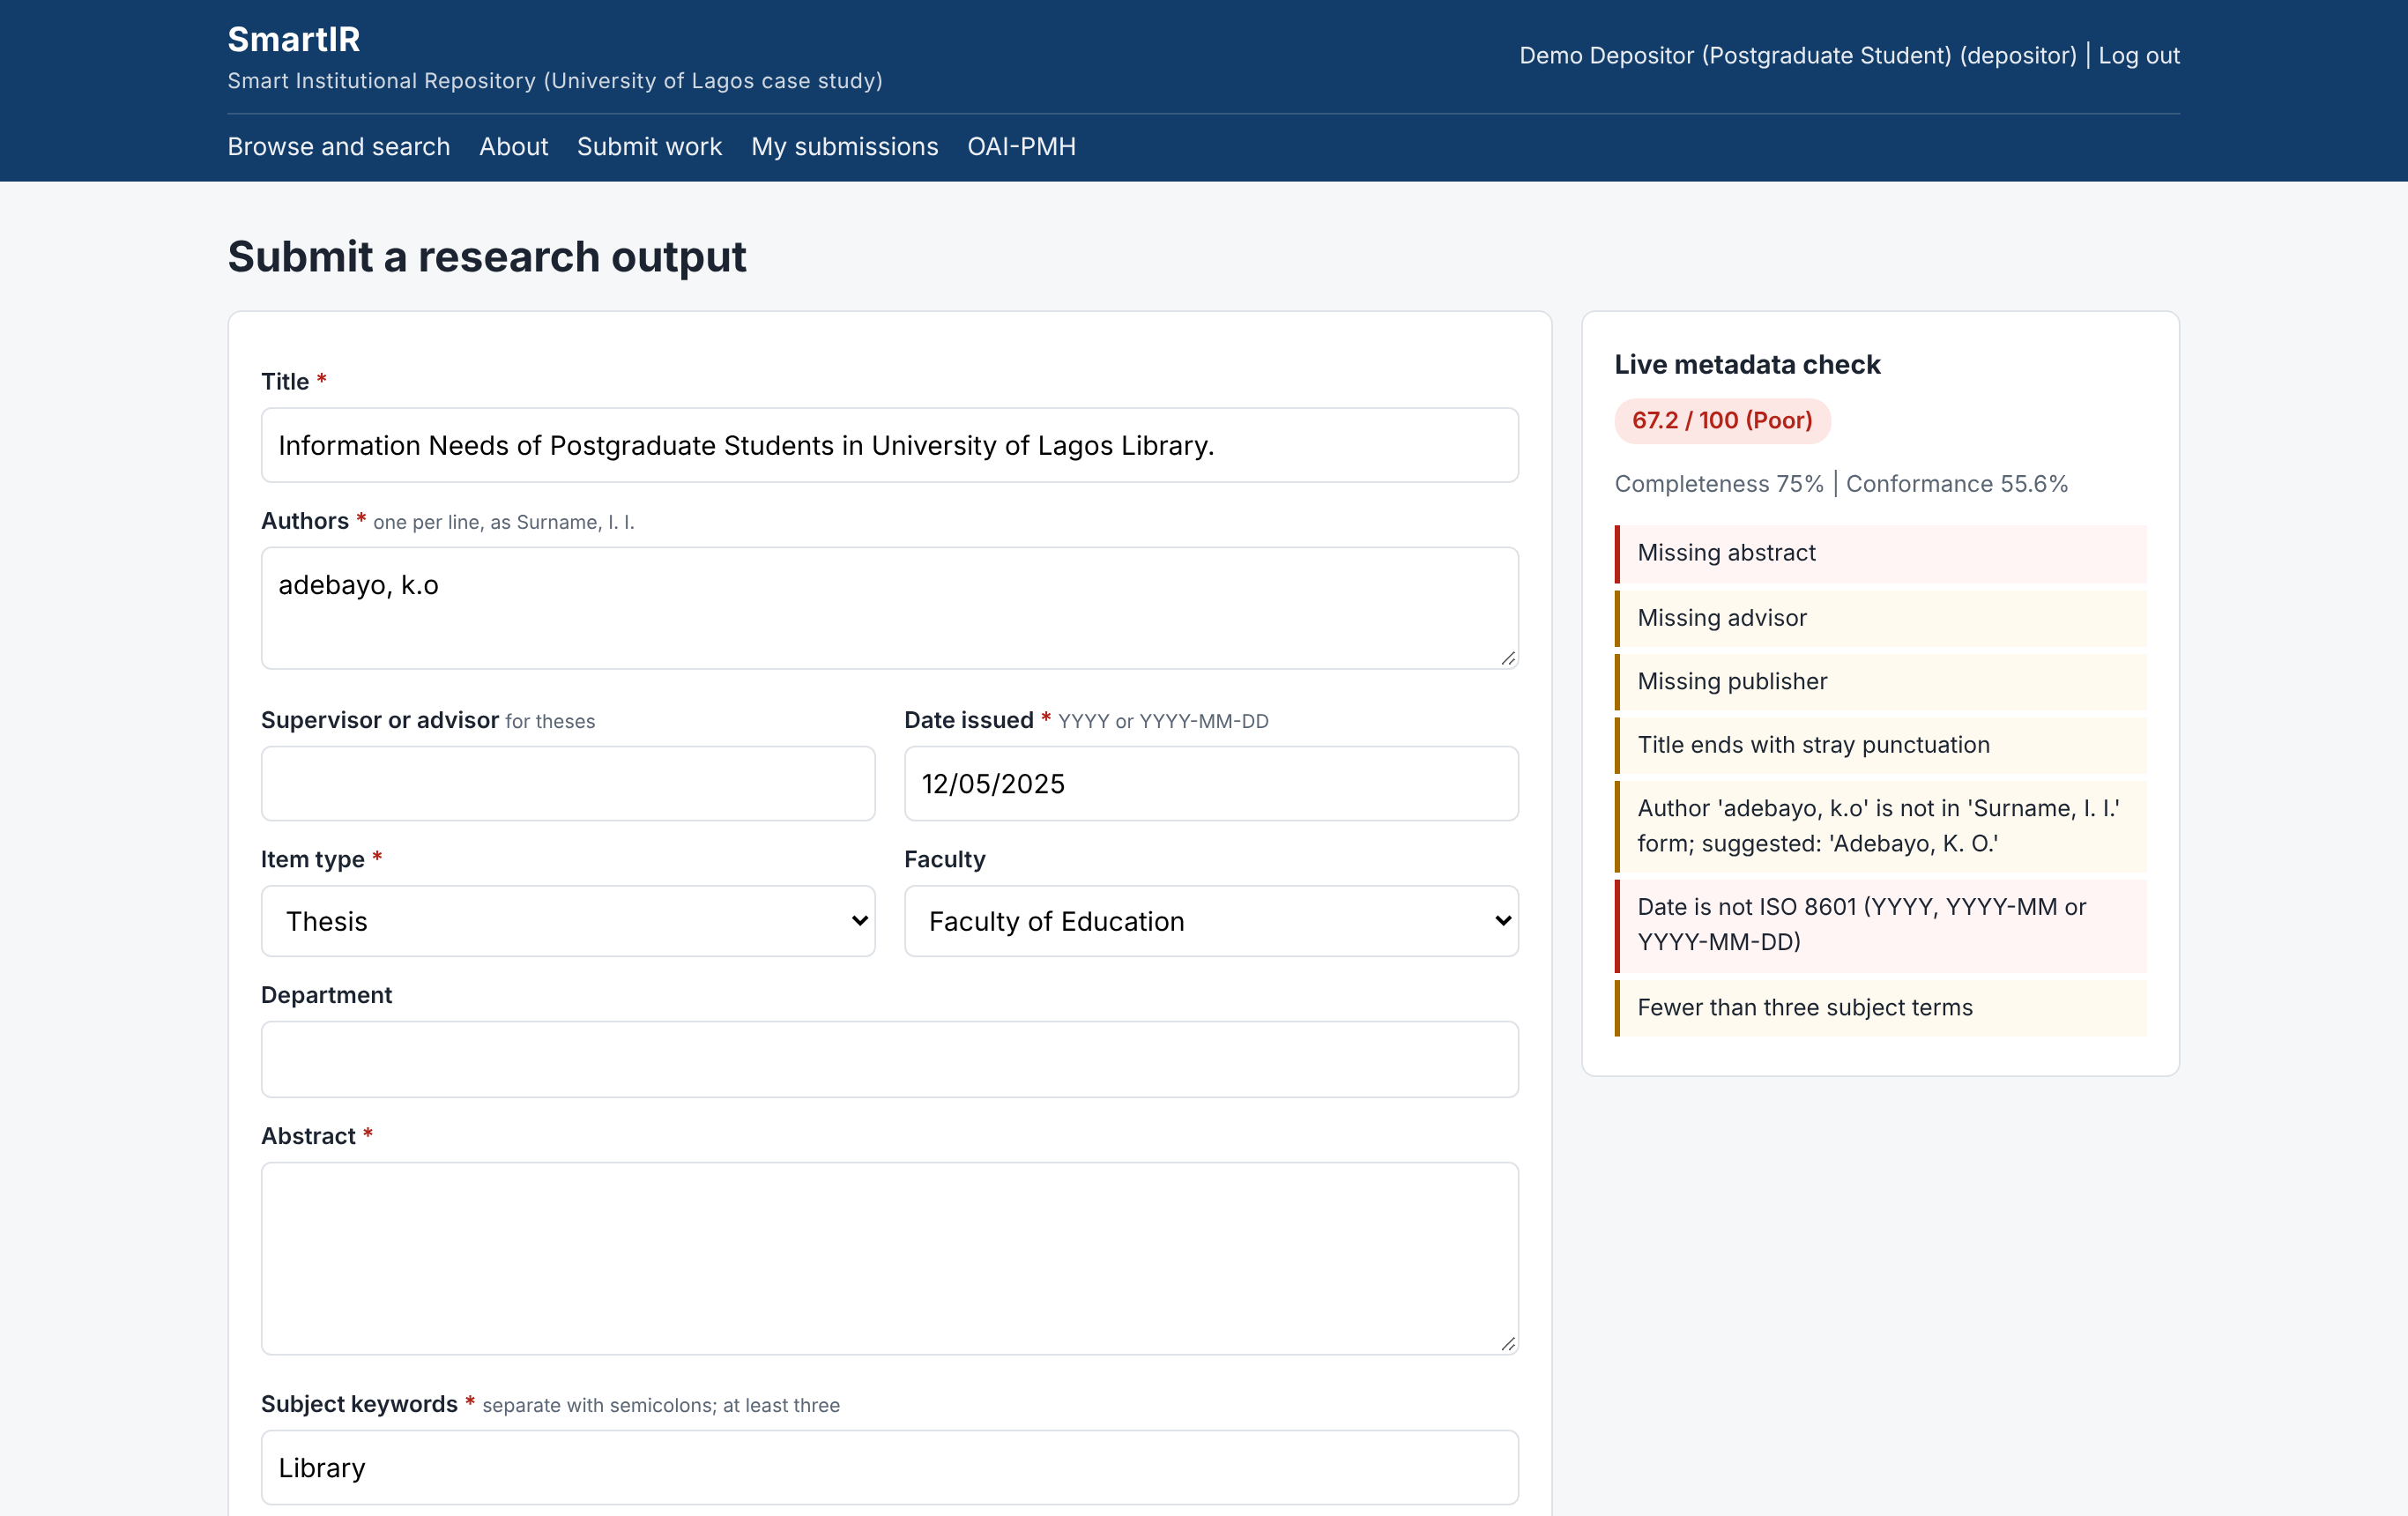 SmartIR
Smart Institutional Repository (University of Lagos case study)
Demo Depositor (Postgraduate Student) (depositor) | Log out
Browse and search About Submit work My submissions OAI-PMH
Submit a research output
Title *
Information Needs of Postgraduate Students in University of Lagos Library.
Authors * one per line, as Surname, I. I.
adebayo, k.o
Supervisor or advisor for theses
Date issued * YYYY or YYYY-MM-DD
12/05/2025
Item type *
Thesis
Faculty
Faculty of Education
Department
Abstract *
Subject keywords * separate with semicolons; at least three
Library
Live metadata check
67.2 / 100 (Poor)
Completeness 75% | Conformance 55.6%
Missing abstract
Missing advisor
Missing publisher
Title ends with stray punctuation
Author 'adebayo, k.o' is not in 'Surname, I. I.'
form; suggested: 'Adebayo, K. O.'
Date is not ISO 8601 (YYYY, YYYY-MM or
YYYY-MM-DD)
Fewer than three subject terms